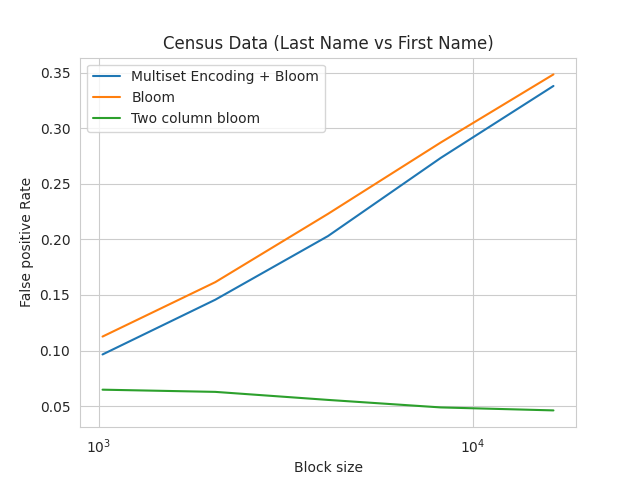 Census Data (Last Name vs First Name)
Multiset Encoding + Bloom
Bloom
Two column bloom
False positive Rate
0.35
0.30
0.25
0.20
0.15
0.10
0.05
10³
10⁴
Block size